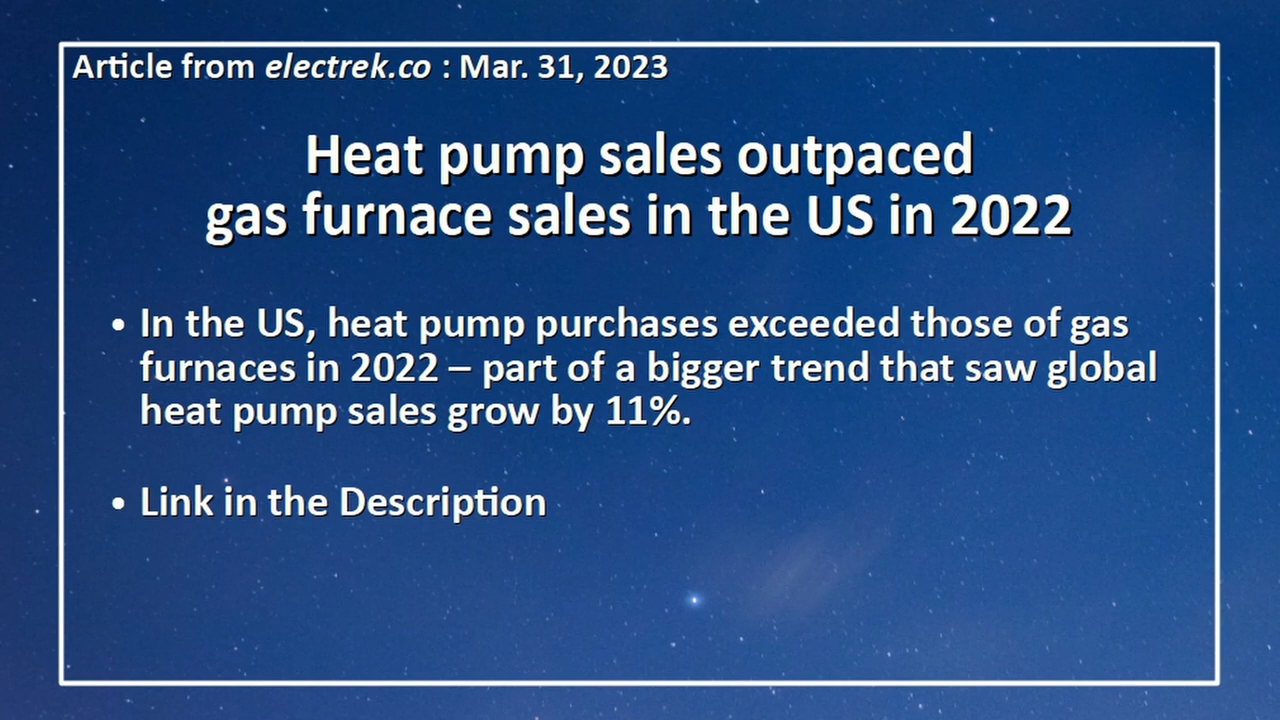 Article from electrek.co : Mar. 31, 2023
Heat pump sales outpaced
gas furnace sales in the US in 2022
• In the US, heat pump purchases exceeded those of gas
furnaces in 2022 – part of a bigger trend that saw global
heat pump sales grow by 11%.
• Link in the Description